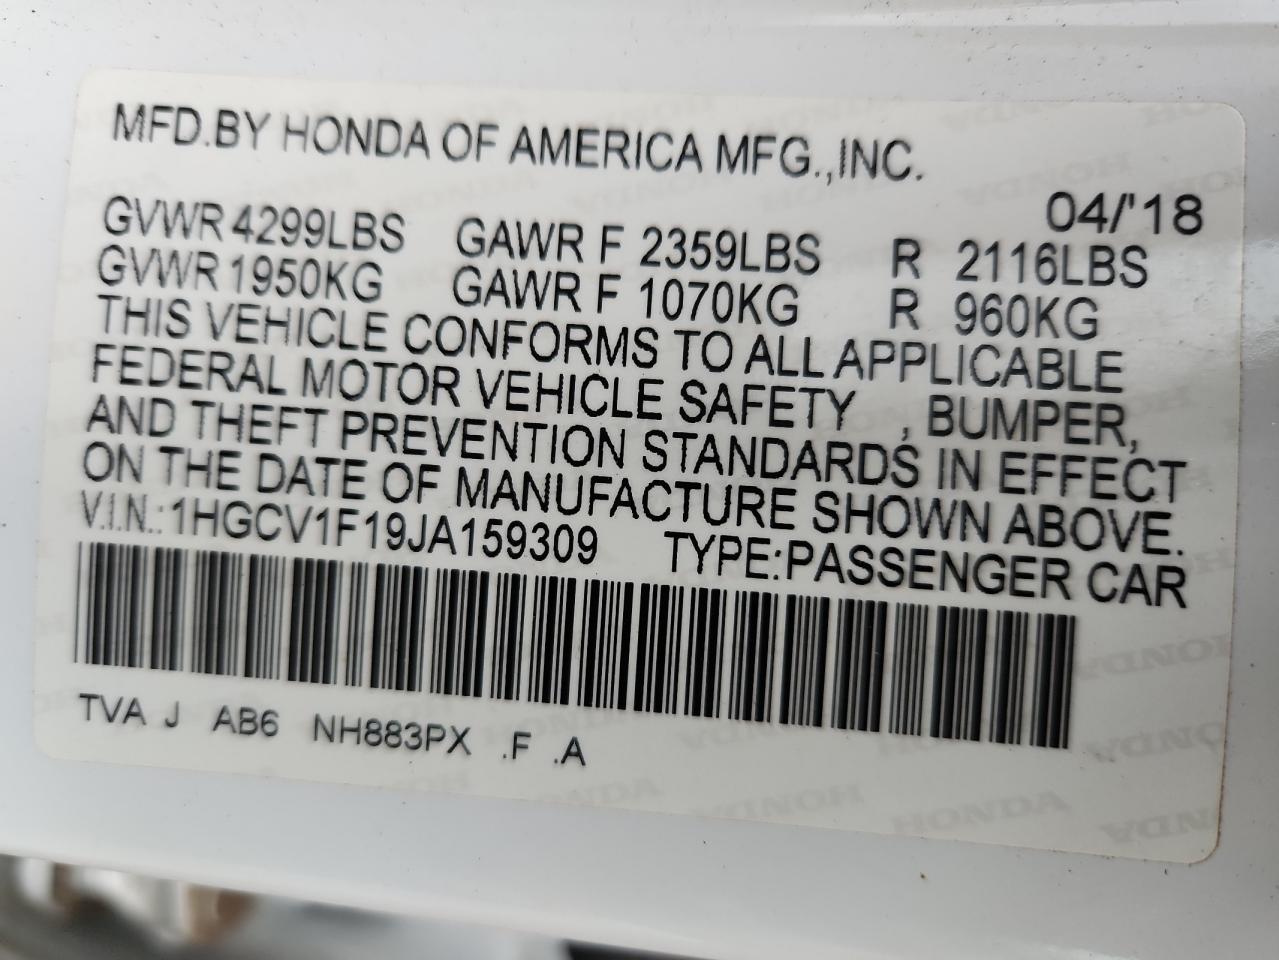 MFD.BY HONDA OF AMERICA MFG.,INC.
04/'18
GVWR 4299LBS GAWR F 2359LBS R 2116LBS
GVWR 1950KG GAWR F 1070KG R 960KG
THIS VEHICLE CONFORMS TO ALL APPLICABLE
FEDERAL MOTOR VEHICLE SAFETY , BUMPER,
AND THEFT PREVENTION STANDARDS IN EFFECT
ON THE DATE OF MANUFACTURE SHOWN ABOVE.
V.I.N.:1HGCV1F19JA159309 TYPE:PASSENGER CAR
TVA J AB6 NH883PX .F .A